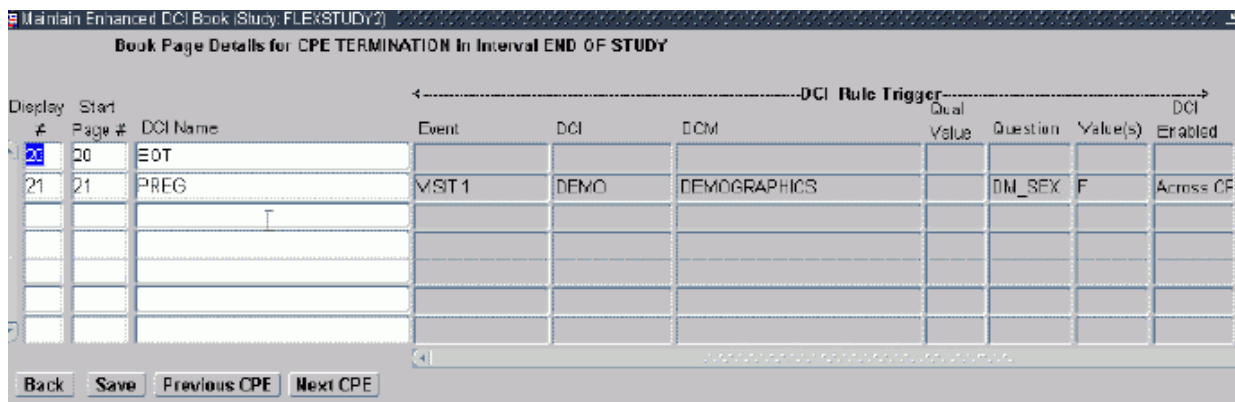 Maintain Enhanced DCI Book (Study: FLEXSTUDY2)
Book Page Details for CPE TERMINATION in Interval END OF STUDY
DCI Rule Trigger
Display # Start Page # DCI Name Event DCI DCM Qual Value Question Value(s) DCI Enabled
20 20 EOT
21 21 PREG VISIT 1 DEMO DEMOGRAPHICS DM_SEX F Across CP
Back Save Previous CPE Next CPE